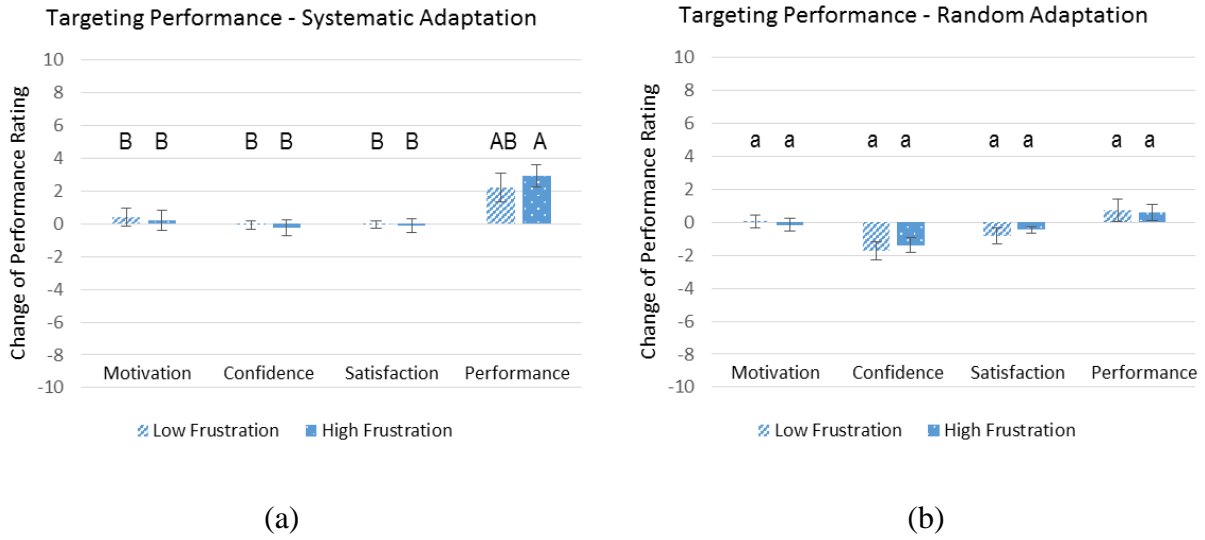 Targeting Performance - Systematic Adaptation
Change of Performance Rating
10
8
6
4
2
0
-2
-4
-6
-8
-10
B B B B B B AB A
Motivation Confidence Satisfaction Performance
Low Frustration High Frustration
(a)
Targeting Performance - Random Adaptation
Change of Performance Rating
10
8
6
4
2
0
-2
-4
-6
-8
-10
a a a a a a a a
Motivation Confidence Satisfaction Performance
Low Frustration High Frustration
(b)